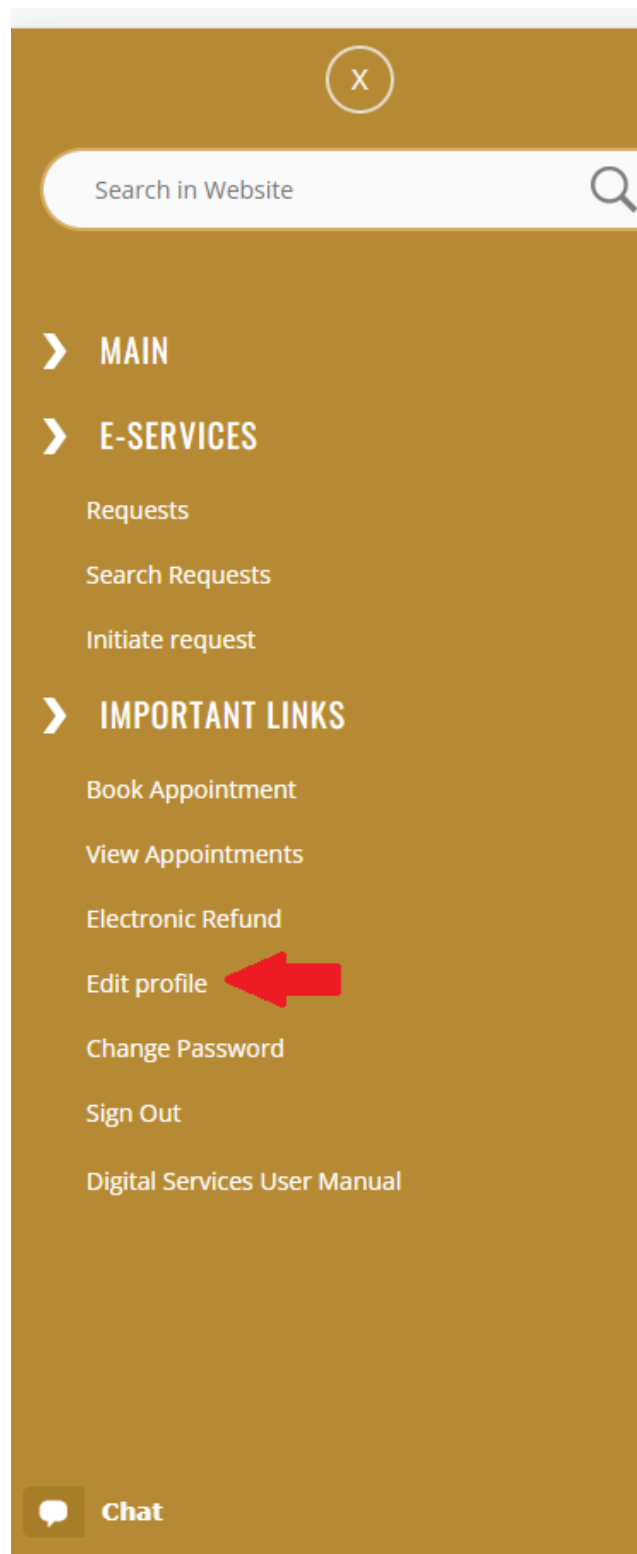 X
Search in Website
MAIN
E-SERVICES
Requests
Search Requests
Initiate request
IMPORTANT LINKS
Book Appointment
View Appointments
Electronic Refund
Edit profile
Change Password
Sign Out
Digital Services User Manual
Chat